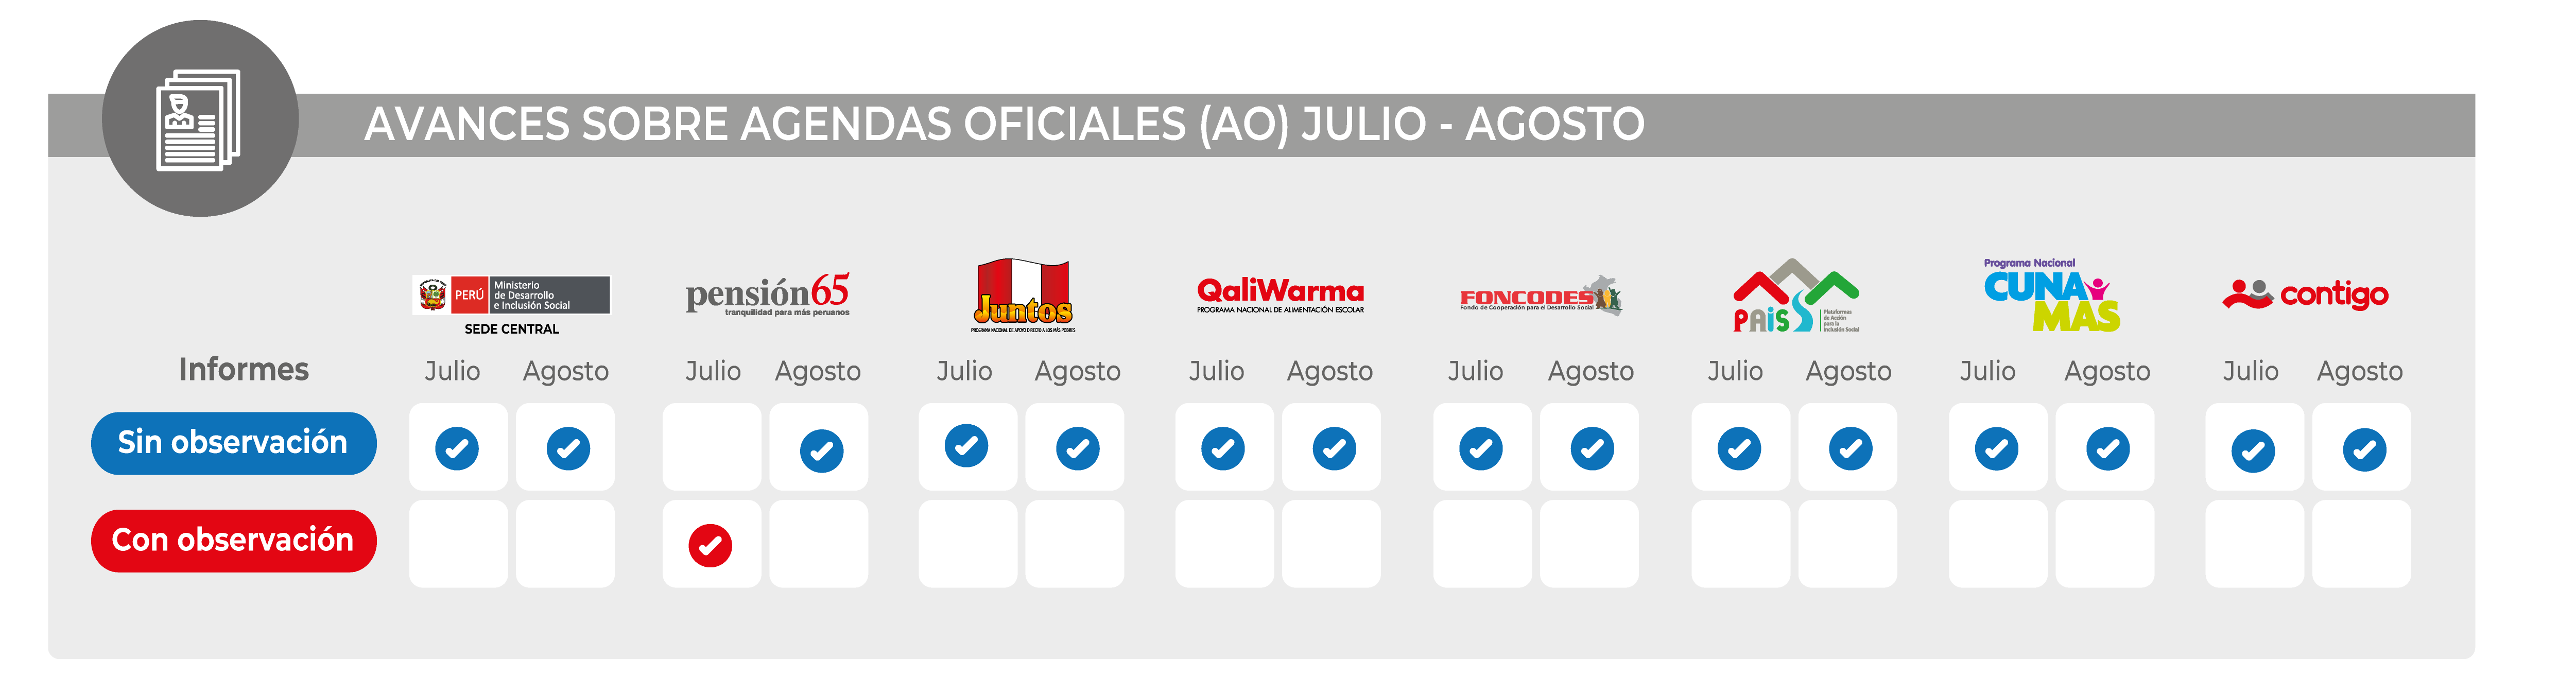 AVANCES SOBRE AGENDAS OFICIALES (AO) JULIO - AGOSTO
PERÚ
Ministerio
de Desarrollo
e Inclusión Social
SEDE CENTRAL
pensión65
tranquilidad para más peruanos
Juntos
PROGRAMA NACIONAL DE APOYO DIRECTO A LOS MÁS POBRES
QaliWarma
PROGRAMA NACIONAL DE ALIMENTACIÓN ESCOLAR
FONCODES
Fondo de Cooperación para el Desarrollo Social
PAiS
Plataformas
de Acción
para la
Inclusión Social
Programa Nacional
CUNA
MAS
contigo
Informes
Julio Agosto Julio Agosto Julio Agosto Julio Agosto Julio Agosto Julio Agosto Julio Agosto Julio Agosto
Sin observación
Con observación